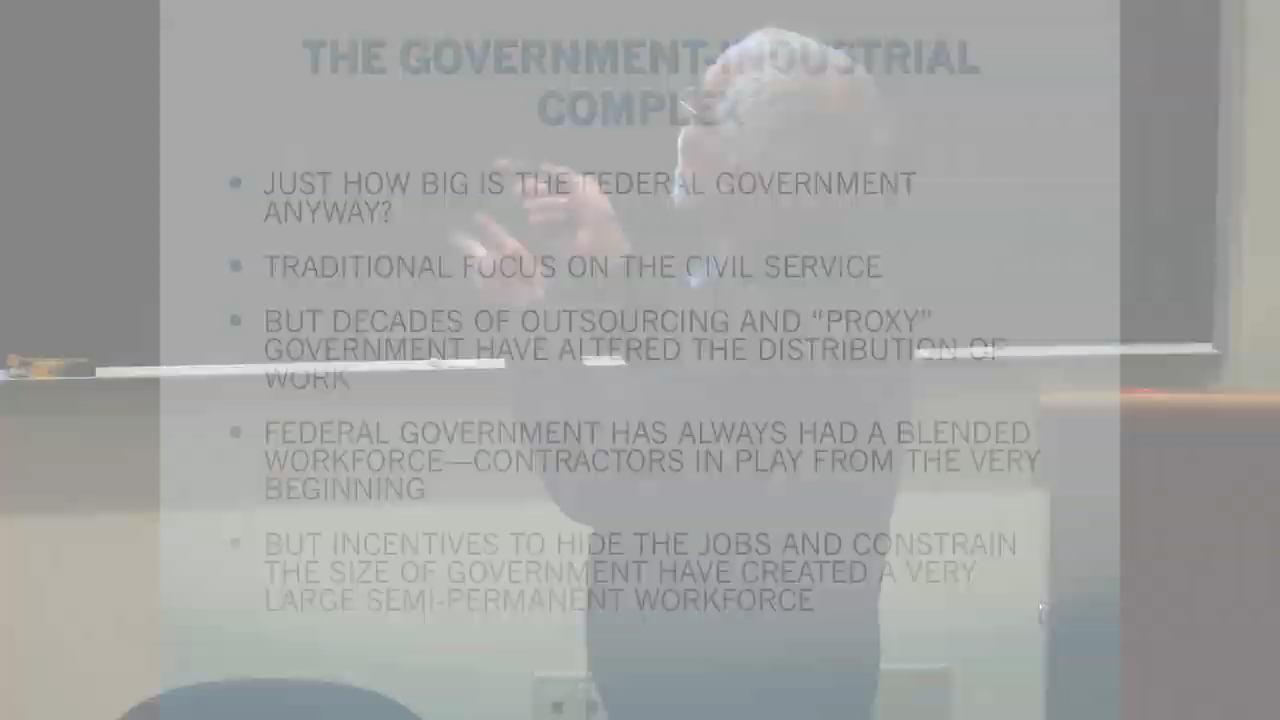 THE GOVERNMENT-INDUSTRIAL
COMPLEX
• JUST HOW BIG IS THE FEDERAL GOVERNMENT
ANYWAY?
• TRADITIONAL FOCUS ON THE CIVIL SERVICE
• BUT DECADES OF OUTSOURCING AND “PROXY”
GOVERNMENT HAVE ALTERED THE DISTRIBUTION OF
WORK
• FEDERAL GOVERNMENT HAS ALWAYS HAD A BLENDED
WORKFORCE—CONTRACTORS IN PLAY FROM THE VERY
BEGINNING
• BUT INCENTIVES TO HIDE THE JOBS AND CONSTRAIN
THE SIZE OF GOVERNMENT HAVE CREATED A VERY
LARGE SEMI-PERMANENT WORKFORCE